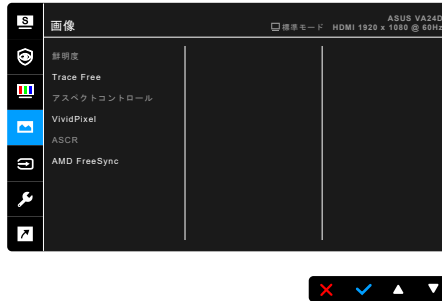 S
画像
ASUS VA24D
標準モード HDMI 1920 x 1080 @ 60Hz
鮮明度
Trace Free
アスペクトコントロール
VividPixel
ASCR
AMD FreeSync